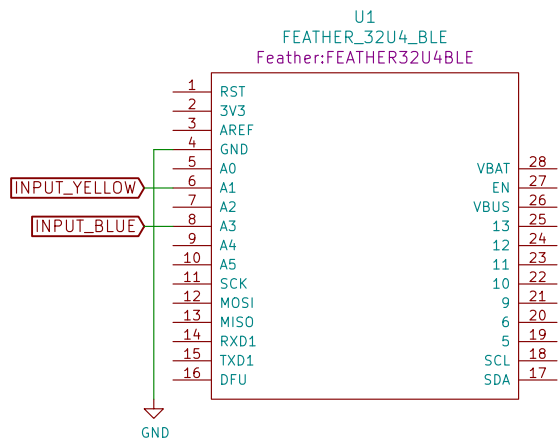 U1
FEATHER_32U4_BLE
Feather:FEATHER32U4BLE
1 RST
2 3V3
3 AREF
4 GND
5 A0
VBAT 28
INPUT_YELLOW 6 A1
EN 27
7 A2
VBUS 26
INPUT_BLUE 8 A3
13 25
9 A4
12 24
10 A5
11 23
11 SCK
10 22
12 MOSI
9 21
13 MISO
6 20
14 RXD1
5 19
15 TXD1
SCL 18
16 DFU
SDA 17
GND